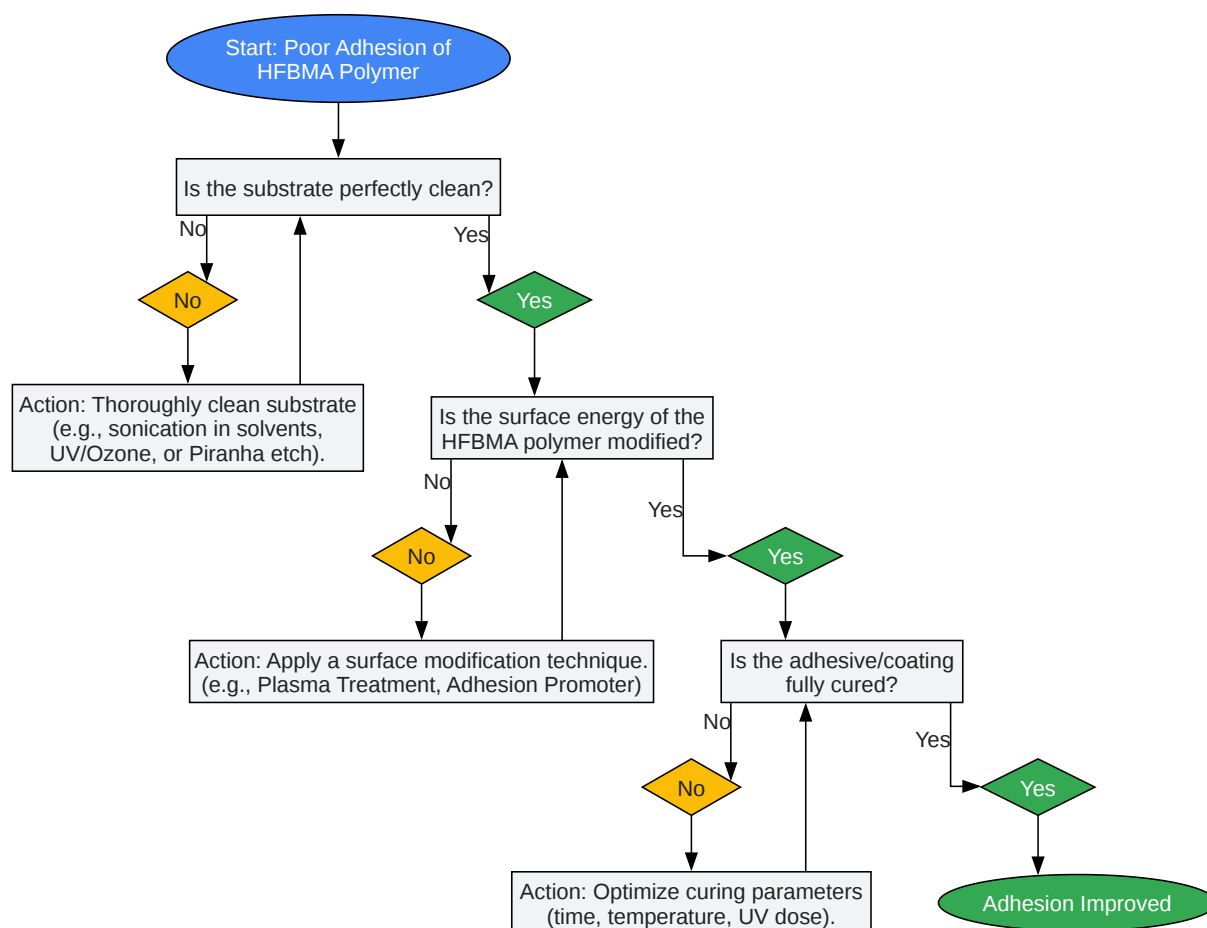 Start: Poor Adhesion of
HFBMA Polymer
Is the substrate perfectly clean?
No
Yes
No
Yes
Action: Thoroughly clean substrate
(e.g., sonication in solvents,
UV/Ozone, or Piranha etch).
Is the surface energy of the
HFBMA polymer modified?
No
Yes
No
Yes
Action: Apply a surface modification technique.
(e.g., Plasma Treatment, Adhesion Promoter)
Is the adhesive/coating
fully cured?
No
Yes
No
Yes
Action: Optimize curing parameters
(time, temperature, UV dose).
Adhesion Improved